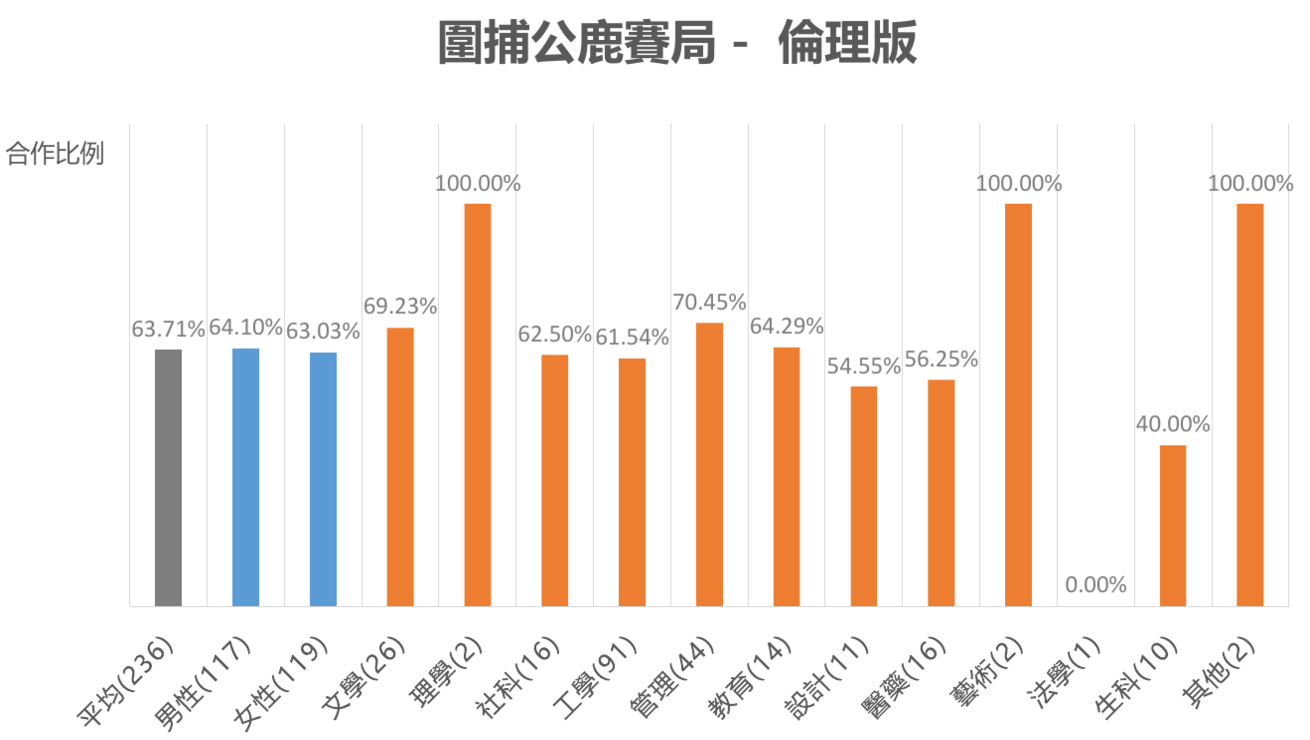 圍捕公鹿賽局 - 倫理版
合作比例
63.71%
64.10%
63.03%
69.23%
100.00%
62.50%
61.54%
70.45%
64.29%
54.55%
56.25%
100.00%
0.00%
40.00%
100.00%
平均(236)
男性(117)
女性(119)
文學(26)
理學(2)
社科(16)
工學(91)
管理(44)
教育(14)
設計(11)
醫藥(16)
藝術(2)
法學(1)
生科(10)
其他(2)